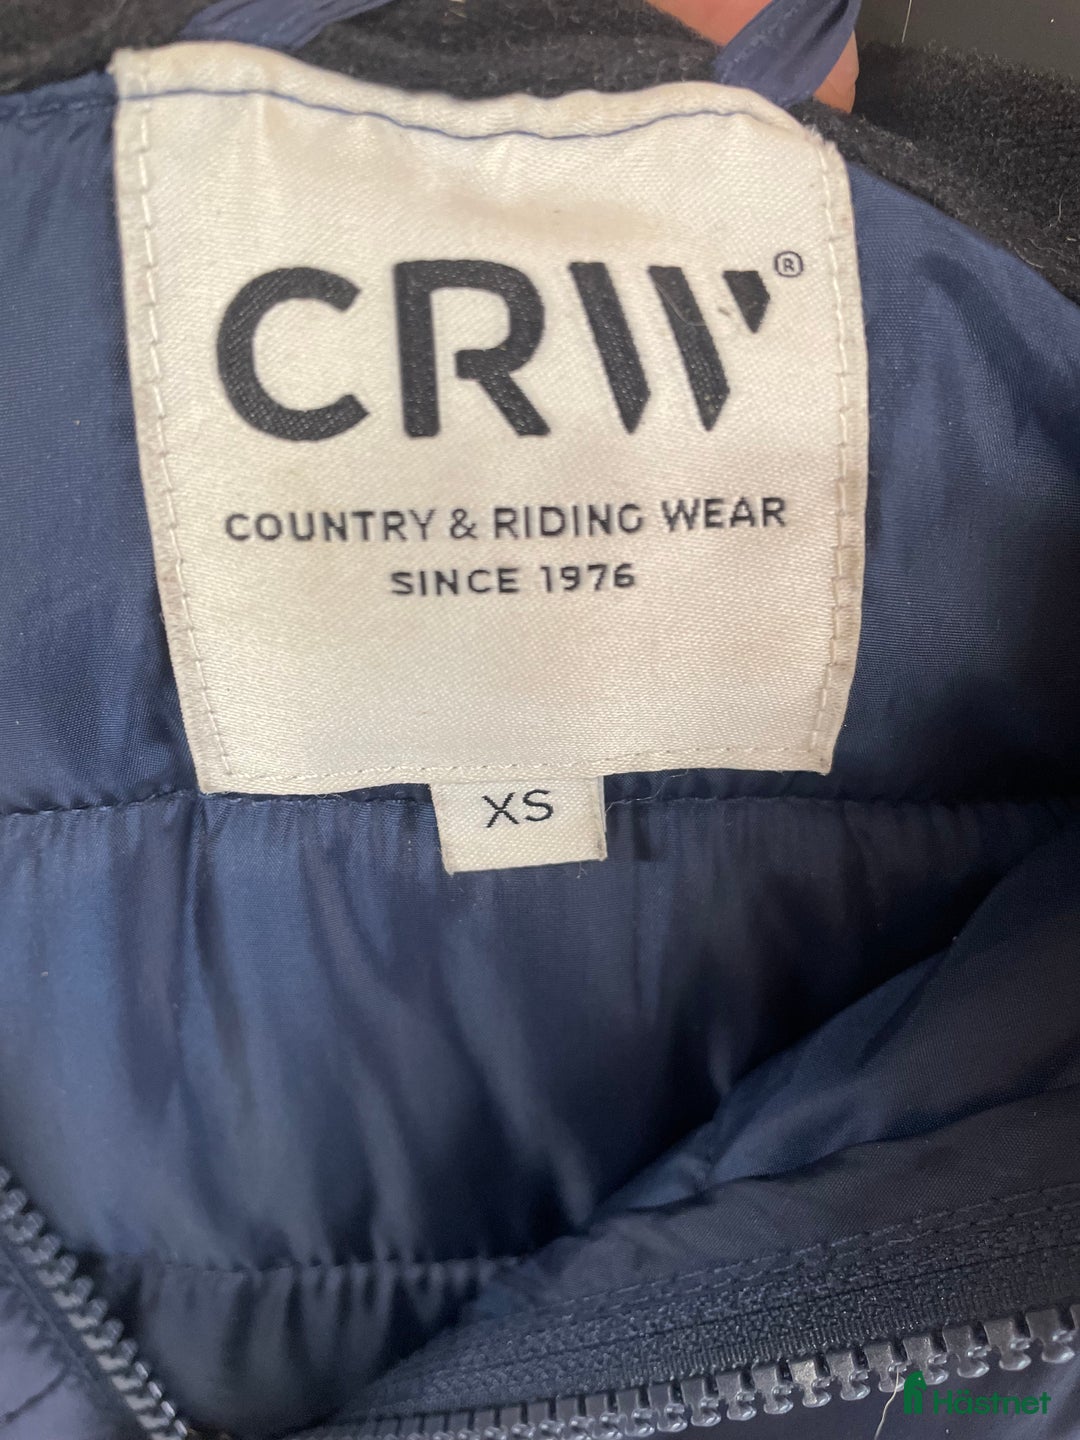 CRW®
COUNTRY & RIDING WEAR
SINCE 1976
XS
Hästnet